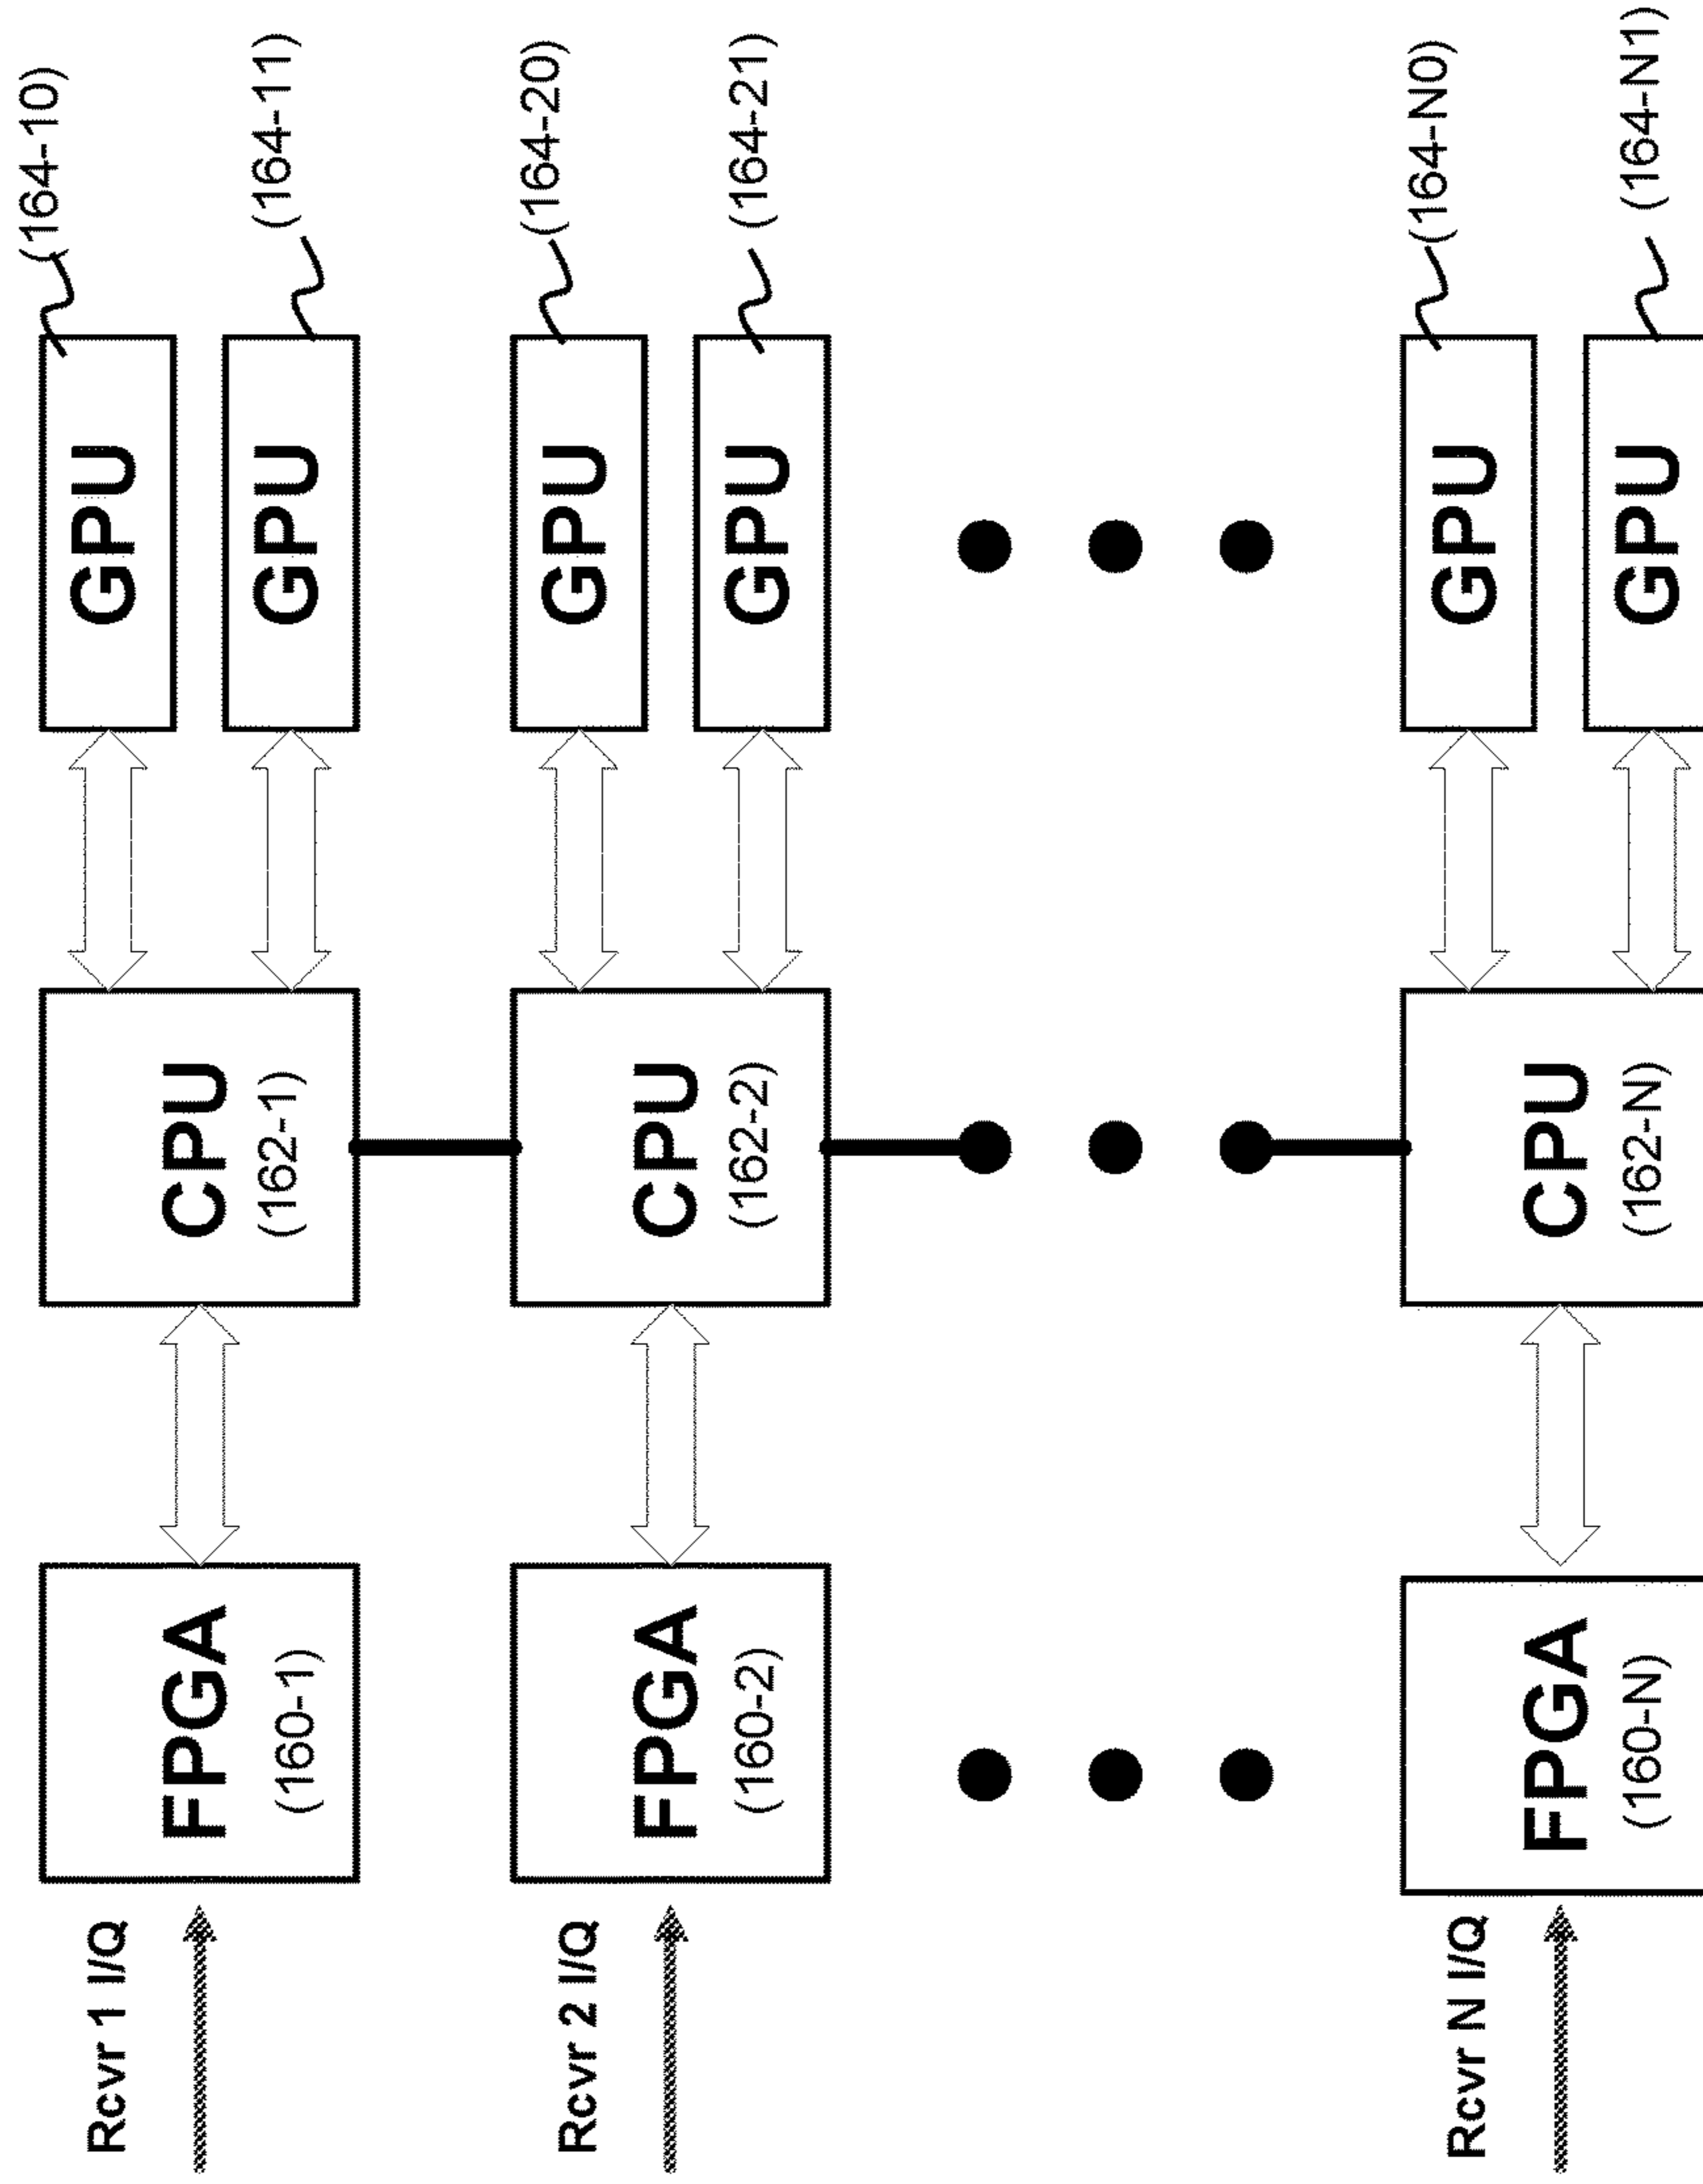 Rcvr 1 I/Q
FPGA
(160-1)
CPU
(162-1)
GPU
(164-10)
GPU
(164-11)
Rcvr 2 I/Q
FPGA
(160-2)
CPU
(162-2)
GPU
(164-20)
GPU
(164-21)
Rcvr N I/Q
FPGA
(160-N)
CPU
(162-N)
GPU
(164-N0)
GPU
(164-N1)